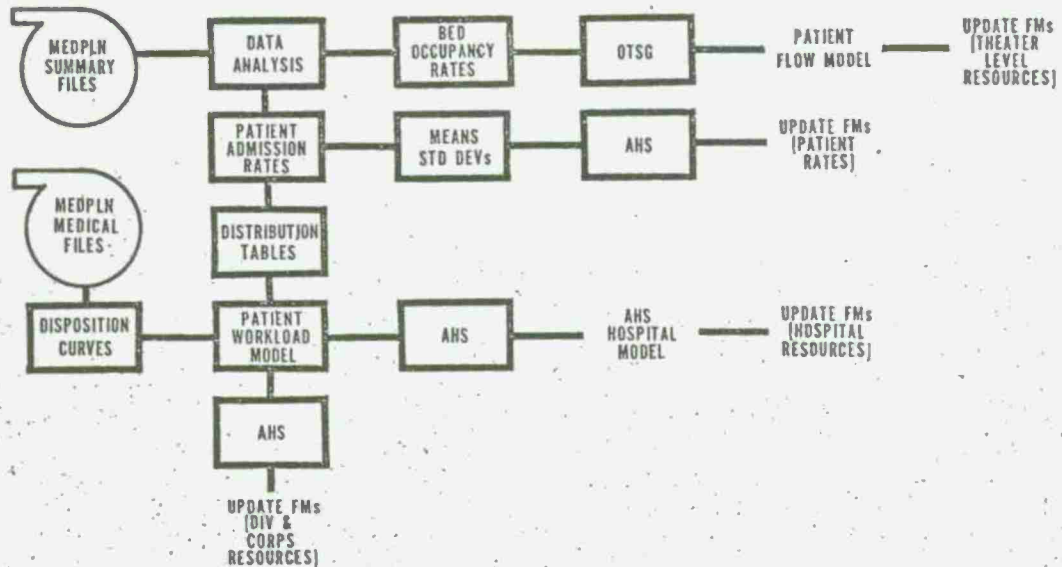 MEDPLN
SUMMARY
FILES
DATA
ANALYSIS
BED
OCCUPANCY
RATES
OTSG
PATIENT
FLOW MODEL
UPDATE FMs
[THEATER
LEVEL
RESOURCES]
PATIENT
ADMISSION
RATES
MEANS
STD DEVs
AHS
UPDATE FMs
[PATIENT
RATES]
MEDPLN
MEDICAL
FILES
DISTRIBUTION
TABLES
DISPOSITION
CURVES
PATIENT
WORKLOAD
MODEL
AHS
AHS
HOSPITAL
MODEL
UPDATE FMs
[HOSPITAL
RESOURCES]
AHS
UPDATE FMs
[DIV &
CORPS
RESOURCES]